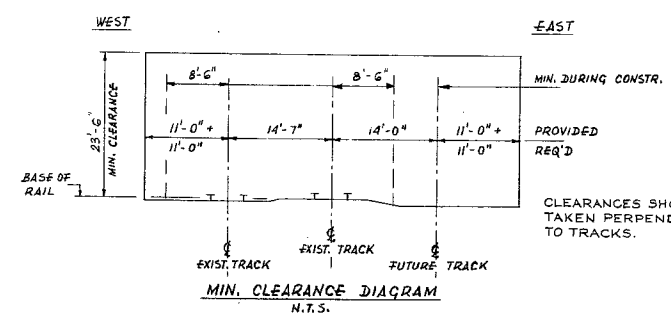 WEST
EAST
8'-6"
8'-6"
MIN. DURING CONSTR.
23'-6"
MIN. CLEARANCE
11'-0" +
14'-7"
14'-0"
11'-0" +
PROVIDED
11'-0"
11'-0"
REQ'D
BASE OF
RAIL
CLEARANCES SHO
TAKEN PERPEND
TO TRACKS.
℄
℄
℄
EXIST. TRACK
EXIST. TRACK
FUTURE TRACK
MIN. CLEARANCE DIAGRAM
N.T.S.